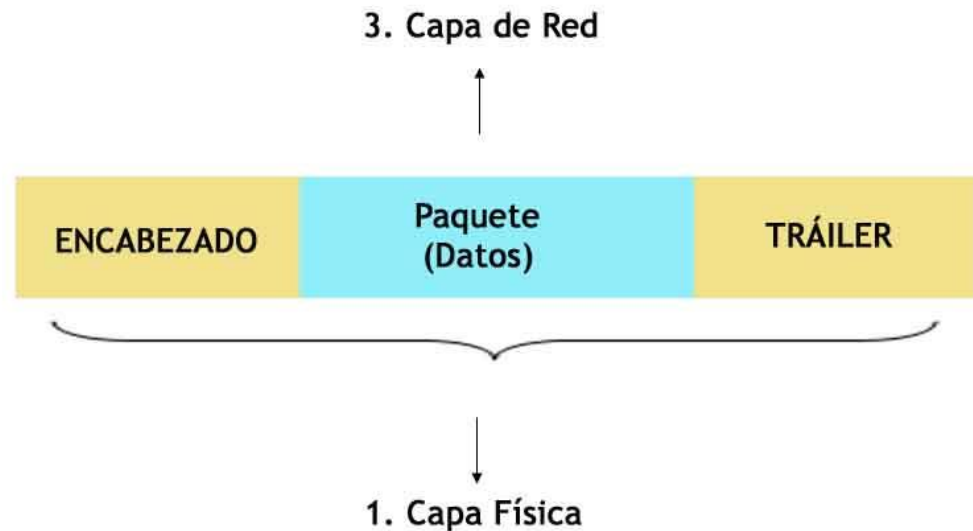 3. Capa de Red
ENCABEZADO
Paquete
(Datos)
TRÁILER
1. Capa Física